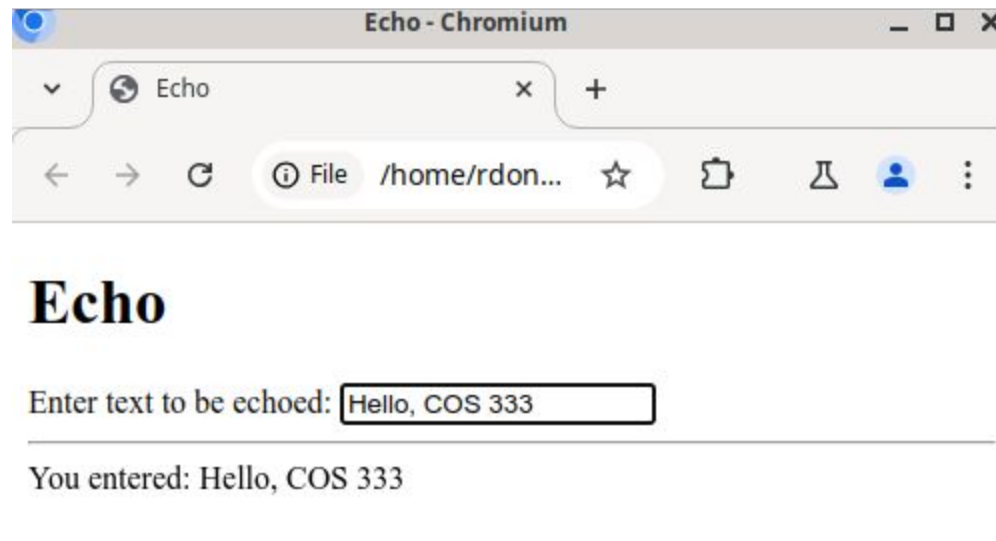 Echo - Chromium
Echo
File /home/rdon...
Echo
Enter text to be echoed: Hello, COS 333
You entered: Hello, COS 333